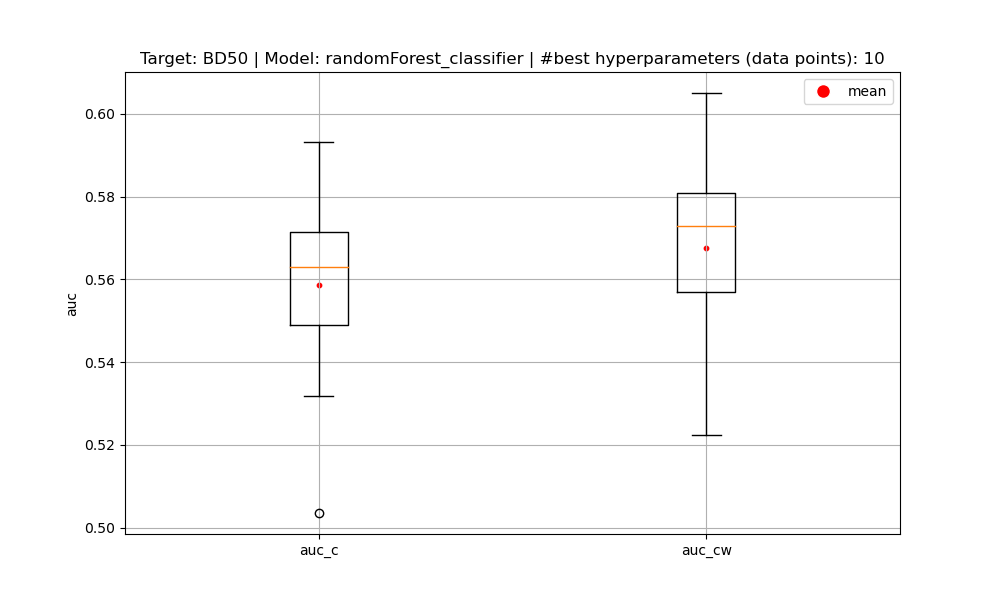 Target: BD50 | Model: randomForest_classifier | #best hyperparameters (data points): 10
mean
0.60
0.58
0.56
0.54
0.52
0.50
auc
auc_c
auc_cw